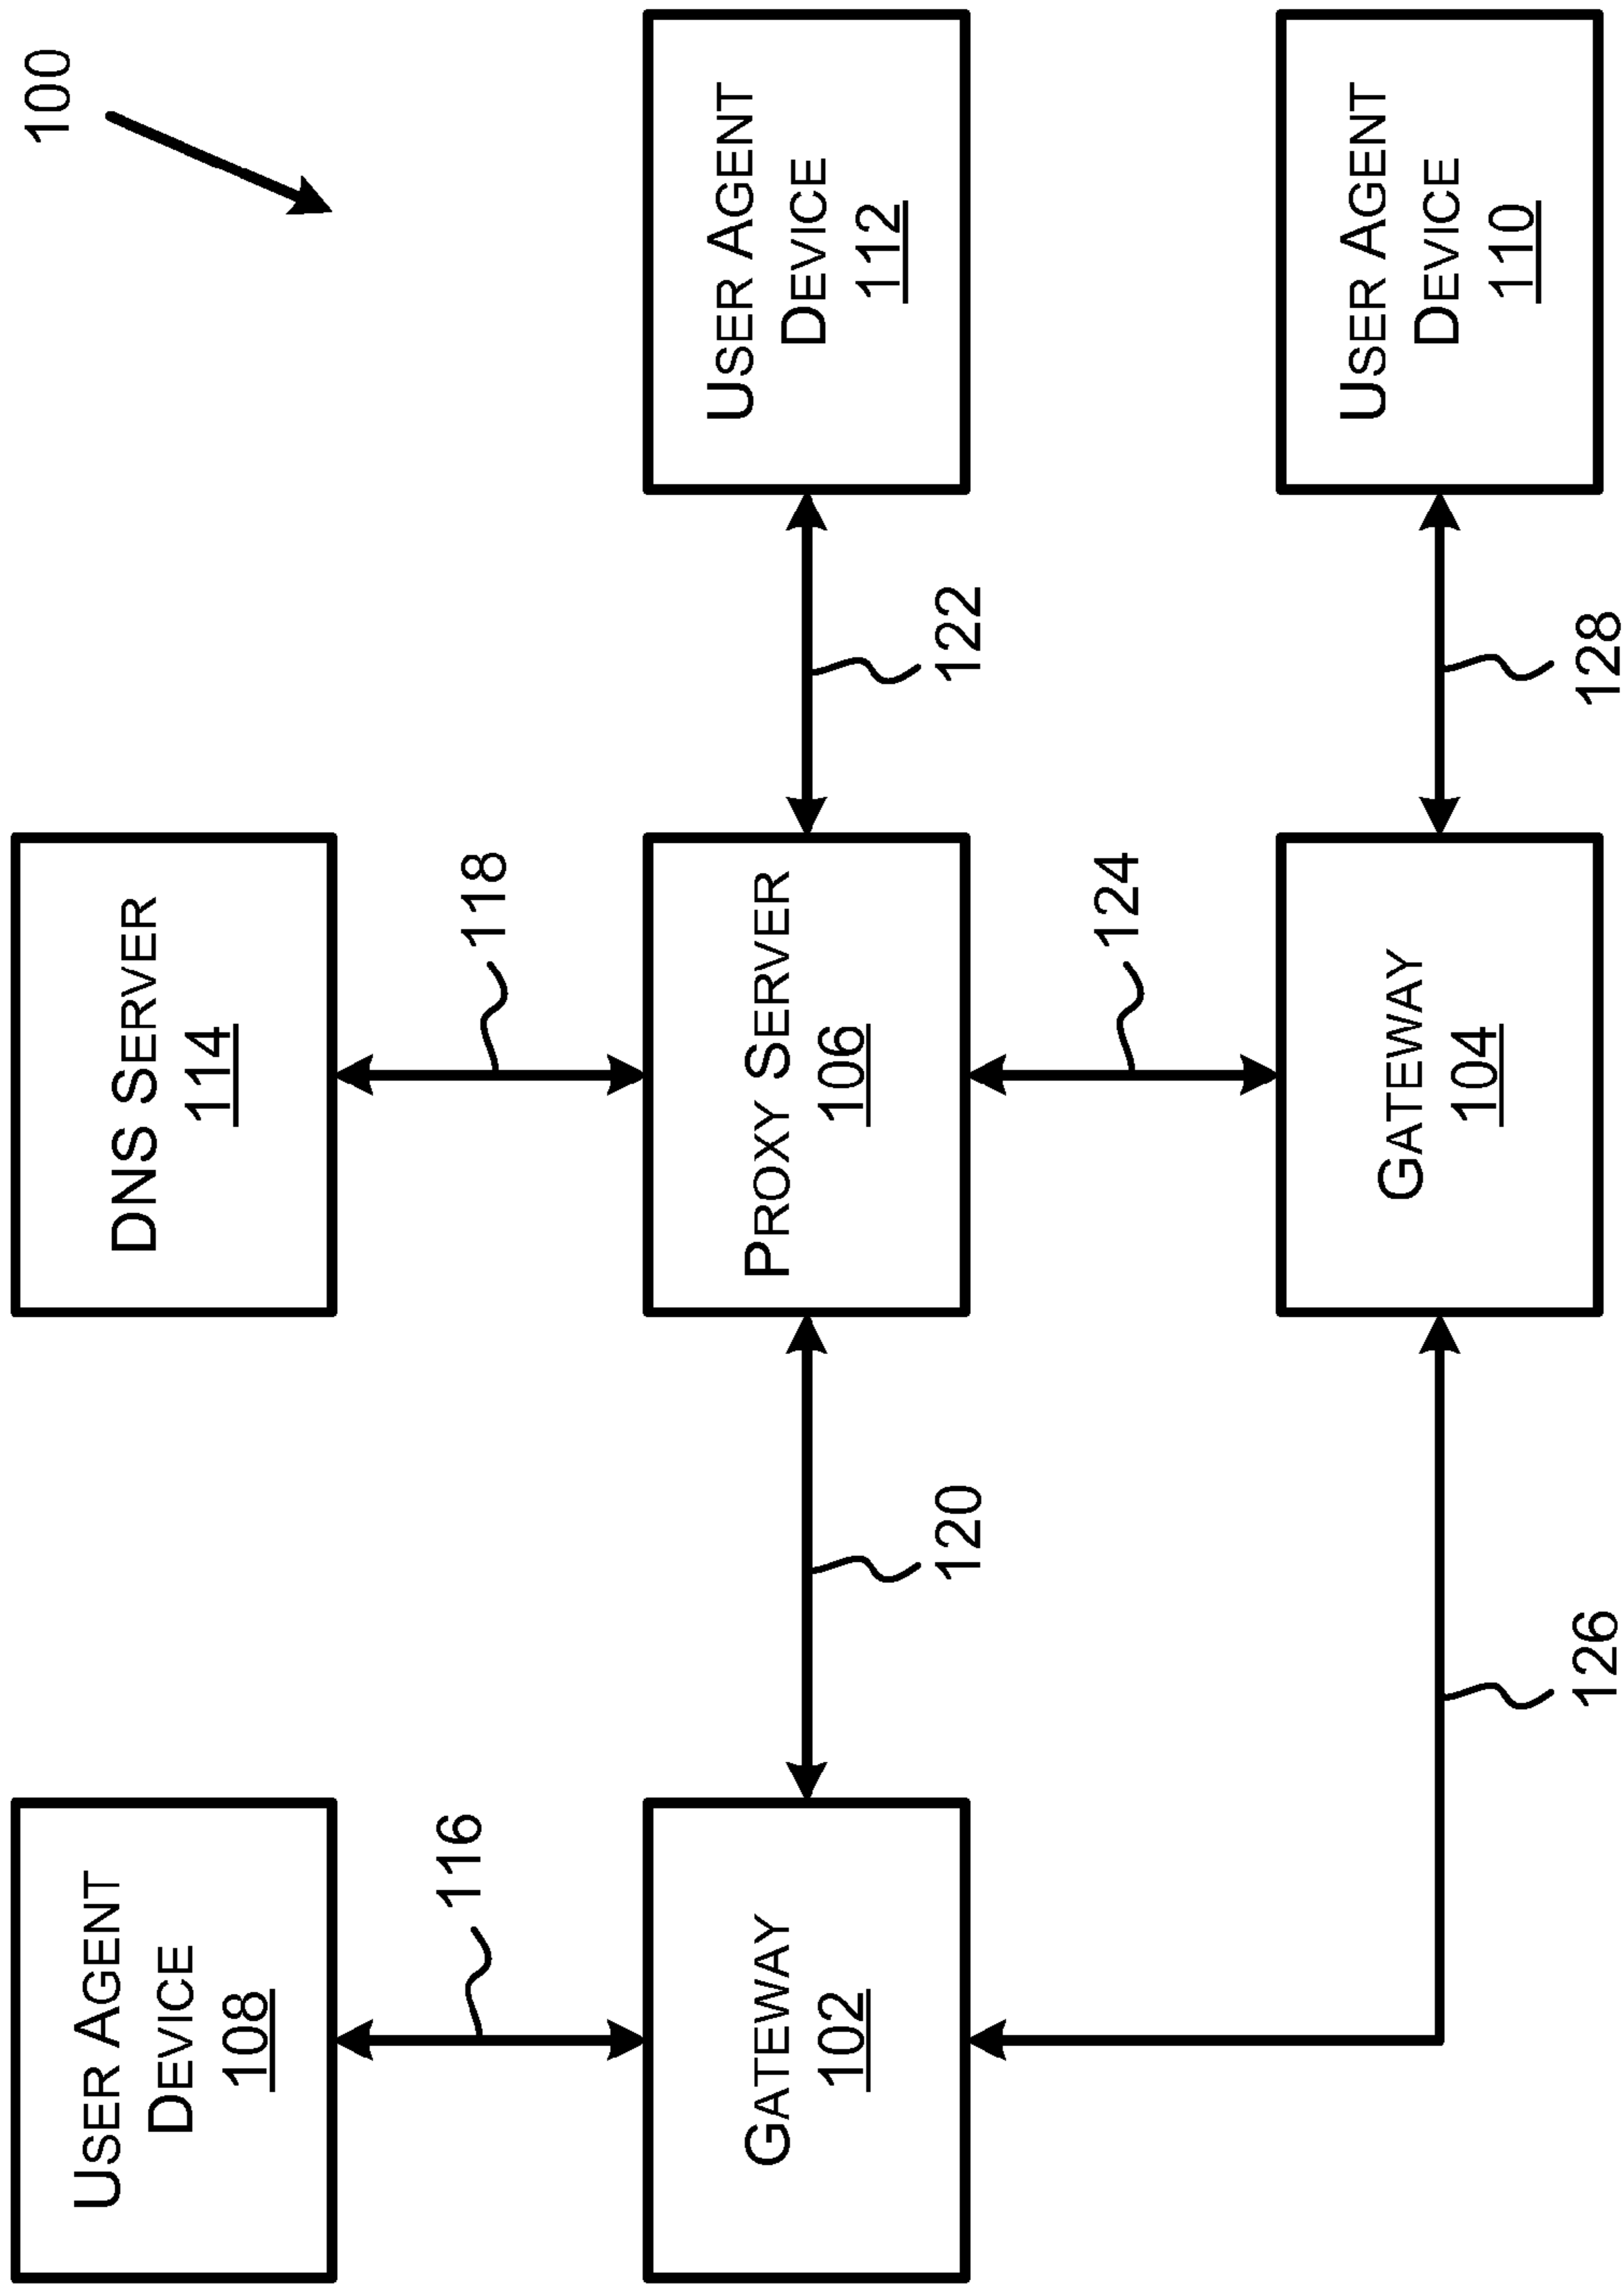 100
USER AGENT
DEVICE
108
DNS SERVER
114
116
118
GATEWAY
102
PROXY SERVER
106
USER AGENT
DEVICE
112
120
122
124
GATEWAY
104
USER AGENT
DEVICE
110
126
128